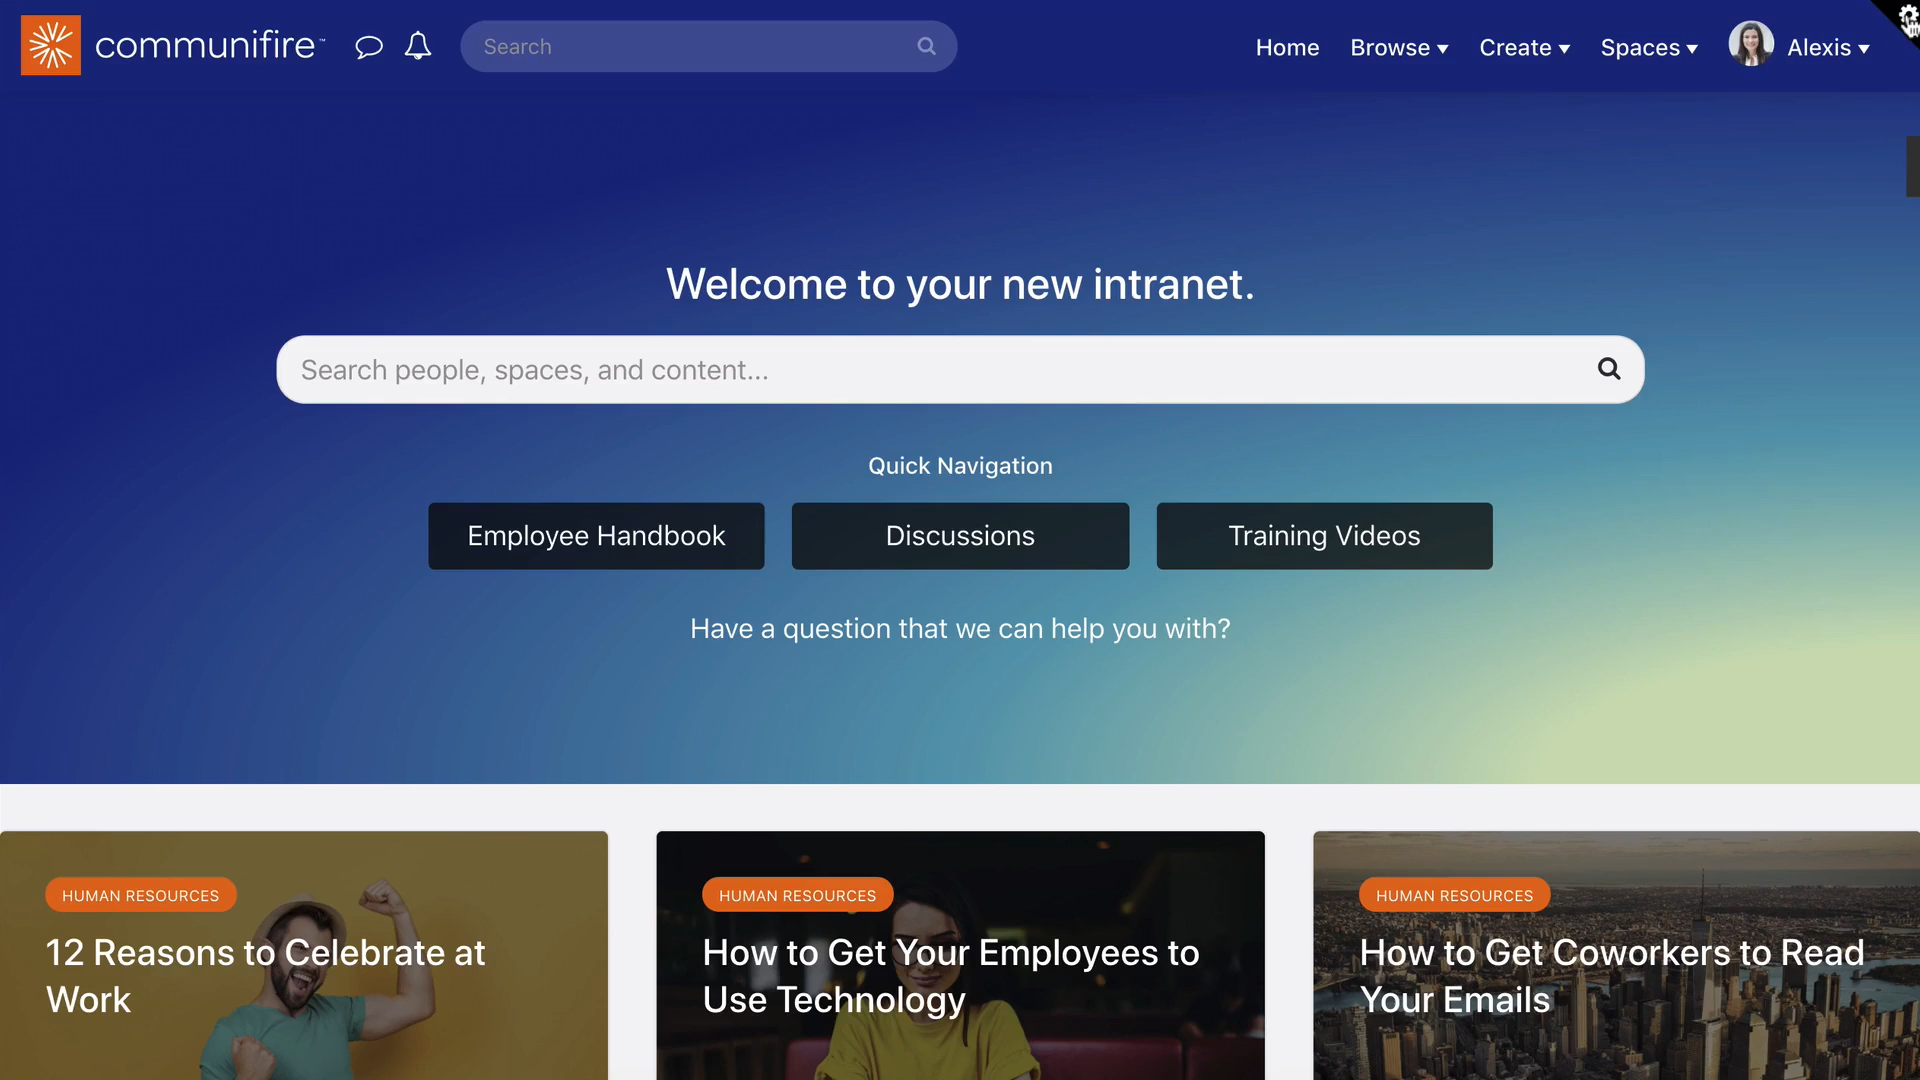 communifire™
Search
Home
Browse ▾
Create ▾
Spaces ▾
Alexis ▾
Welcome to your new intranet.
Search people, spaces, and content...
Quick Navigation
Employee Handbook
Discussions
Training Videos
Have a question that we can help you with?
HUMAN RESOURCES
12 Reasons to Celebrate at
Work
HUMAN RESOURCES
How to Get Your Employees to
Use Technology
HUMAN RESOURCES
How to Get Coworkers to Read
Your Emails